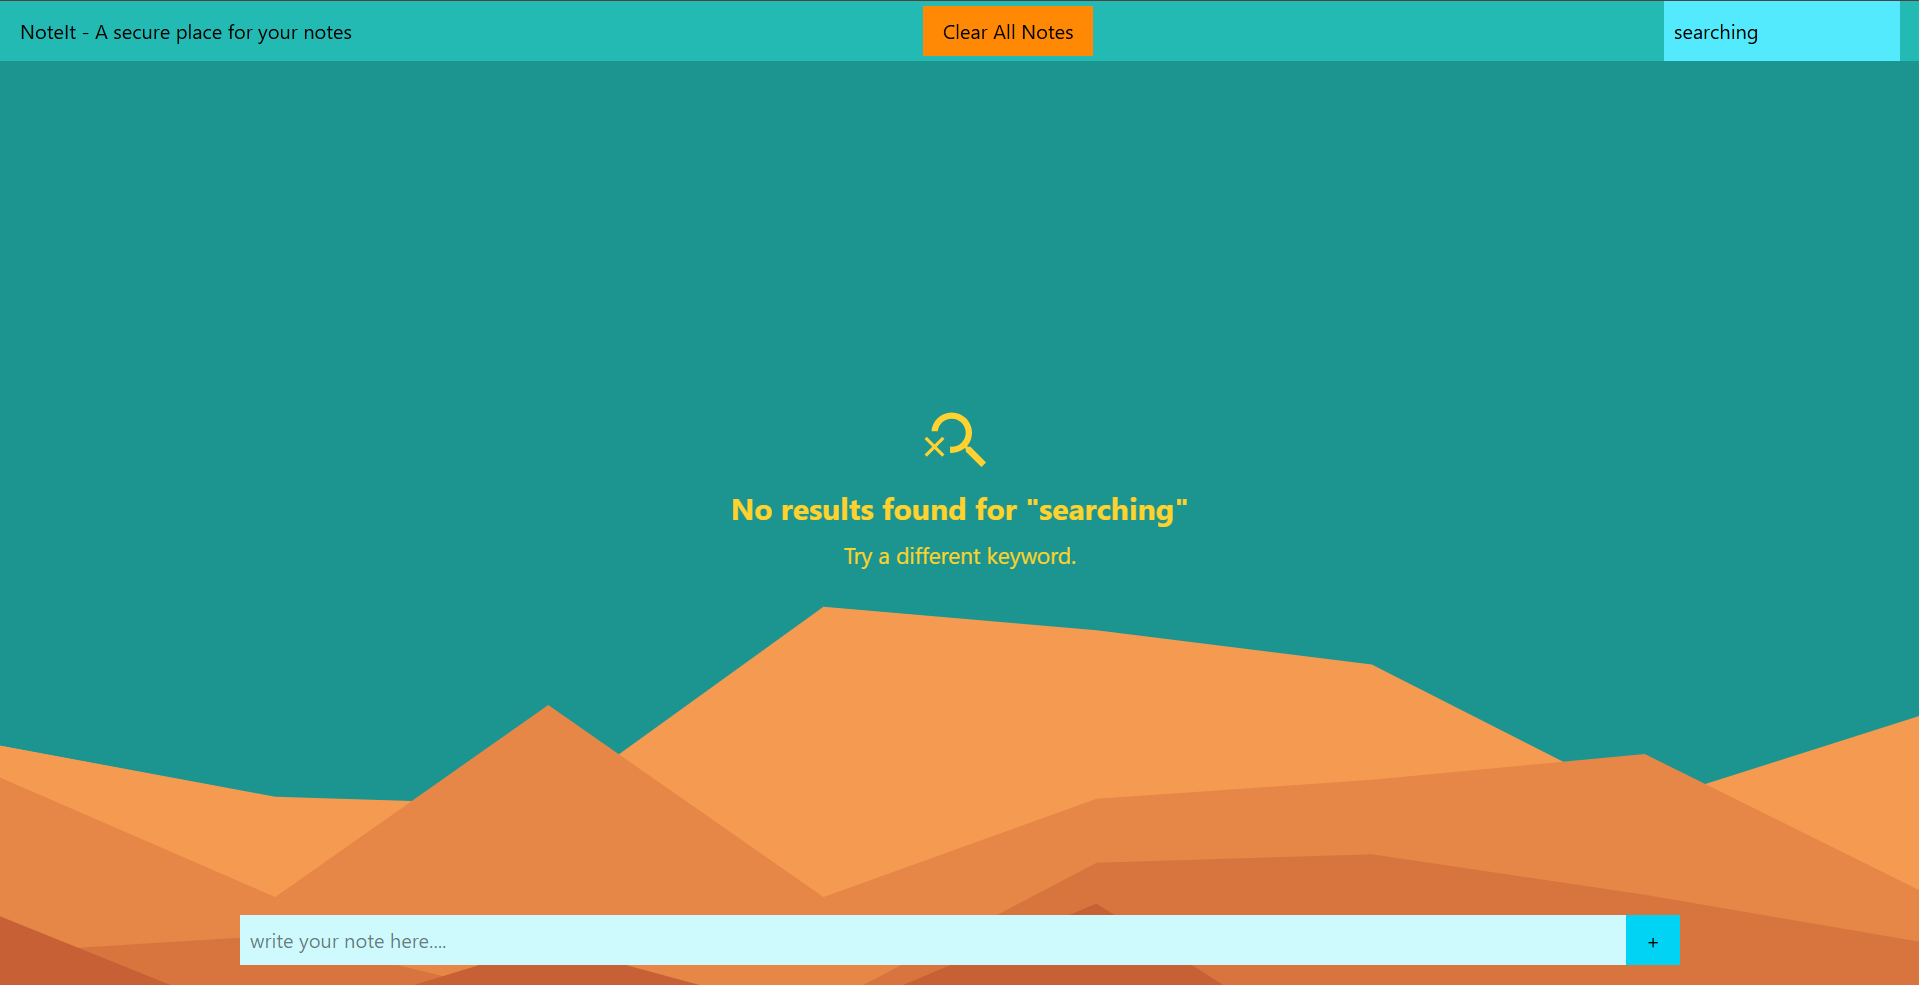 NoteIt - A secure place for your notes
Clear All Notes
searching
No results found for "searching"
Try a different keyword.
write your note here....
+